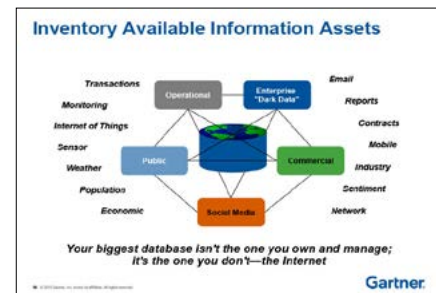 Inventory Available Information Assets
Transactions
Monitoring
Internet of Things
Sensor
Weather
Population
Economic
Operational
Enterprise
"Dark Data"
Public
Commercial
Social Media
Email
Reports
Contracts
Mobile
Industry
Sentiment
Network
Your biggest database isn't the one you own and manage;
it's the one you don't—the Internet
Gartner